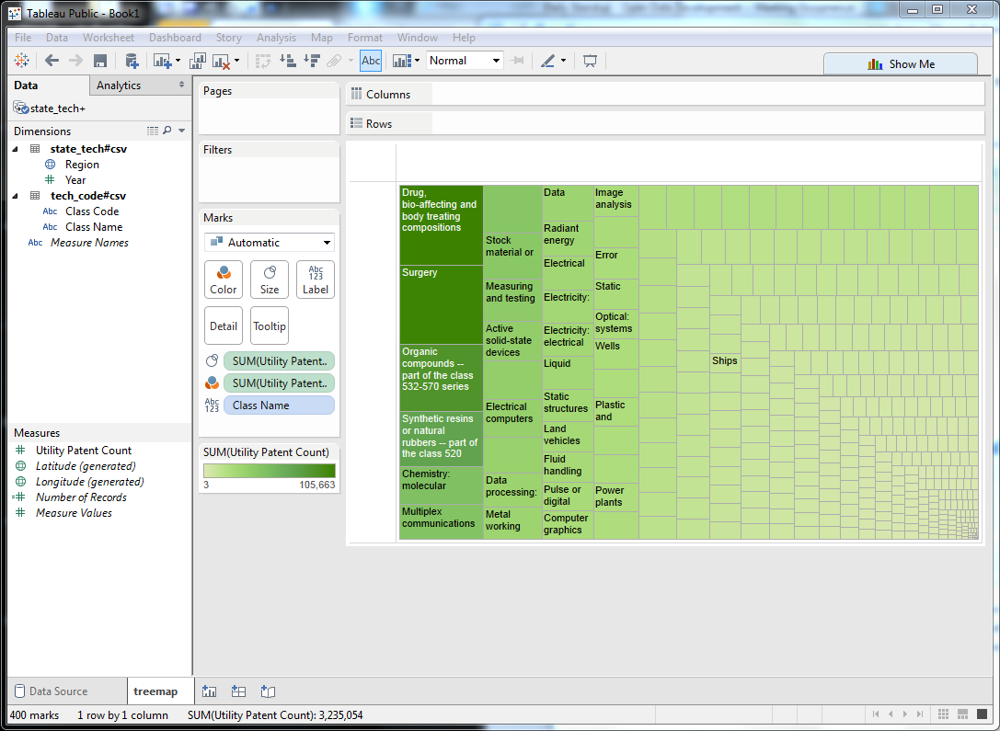 Tableau Public - Book1
File Data Worksheet Dashboard Story Analysis Map Format Window Help
Abc Normal Show Me
Data Analytics
state_tech+
Dimensions
state_tech#csv
Region
Year
tech_code#csv
Abc Class Code
Abc Class Name
Abc Measure Names
Measures
Utility Patent Count
Latitude (generated)
Longitude (generated)
Number of Records
Measure Values
Pages
Filters
Marks
Automatic
Abc
123
Color Size Label
Detail Tooltip
SUM(Utility Patent..
SUM(Utility Patent..
Abc
123
Class Name
SUM(Utility Patent Count)
3 105,663
Columns
Rows
Drug,
bio-affecting and
body treating
compositions
Surgery
Organic
compounds --
part of the class
532-570 series
Synthetic resins
or natural
rubbers -- part of
the class 520
Chemistry:
molecular
Multiplex
communications
Stock
material or
Measuring
and testing
Active
solid-state
devices
Electrical
computers
Data
processing:
Metal
working
Data
Radiant
energy
Electrical
Electricity:
Electricity:
electrical
Liquid
Static
structures
Land
vehicles
Fluid
handling
Pulse or
digital
Computer
graphics
Image
analysis
Error
Static
Optical:
systems
Wells
Plastic
and
Power
plants
Ships
Data Source treemap
400 marks 1 row by 1 column SUM(Utility Patent Count): 3,235,054